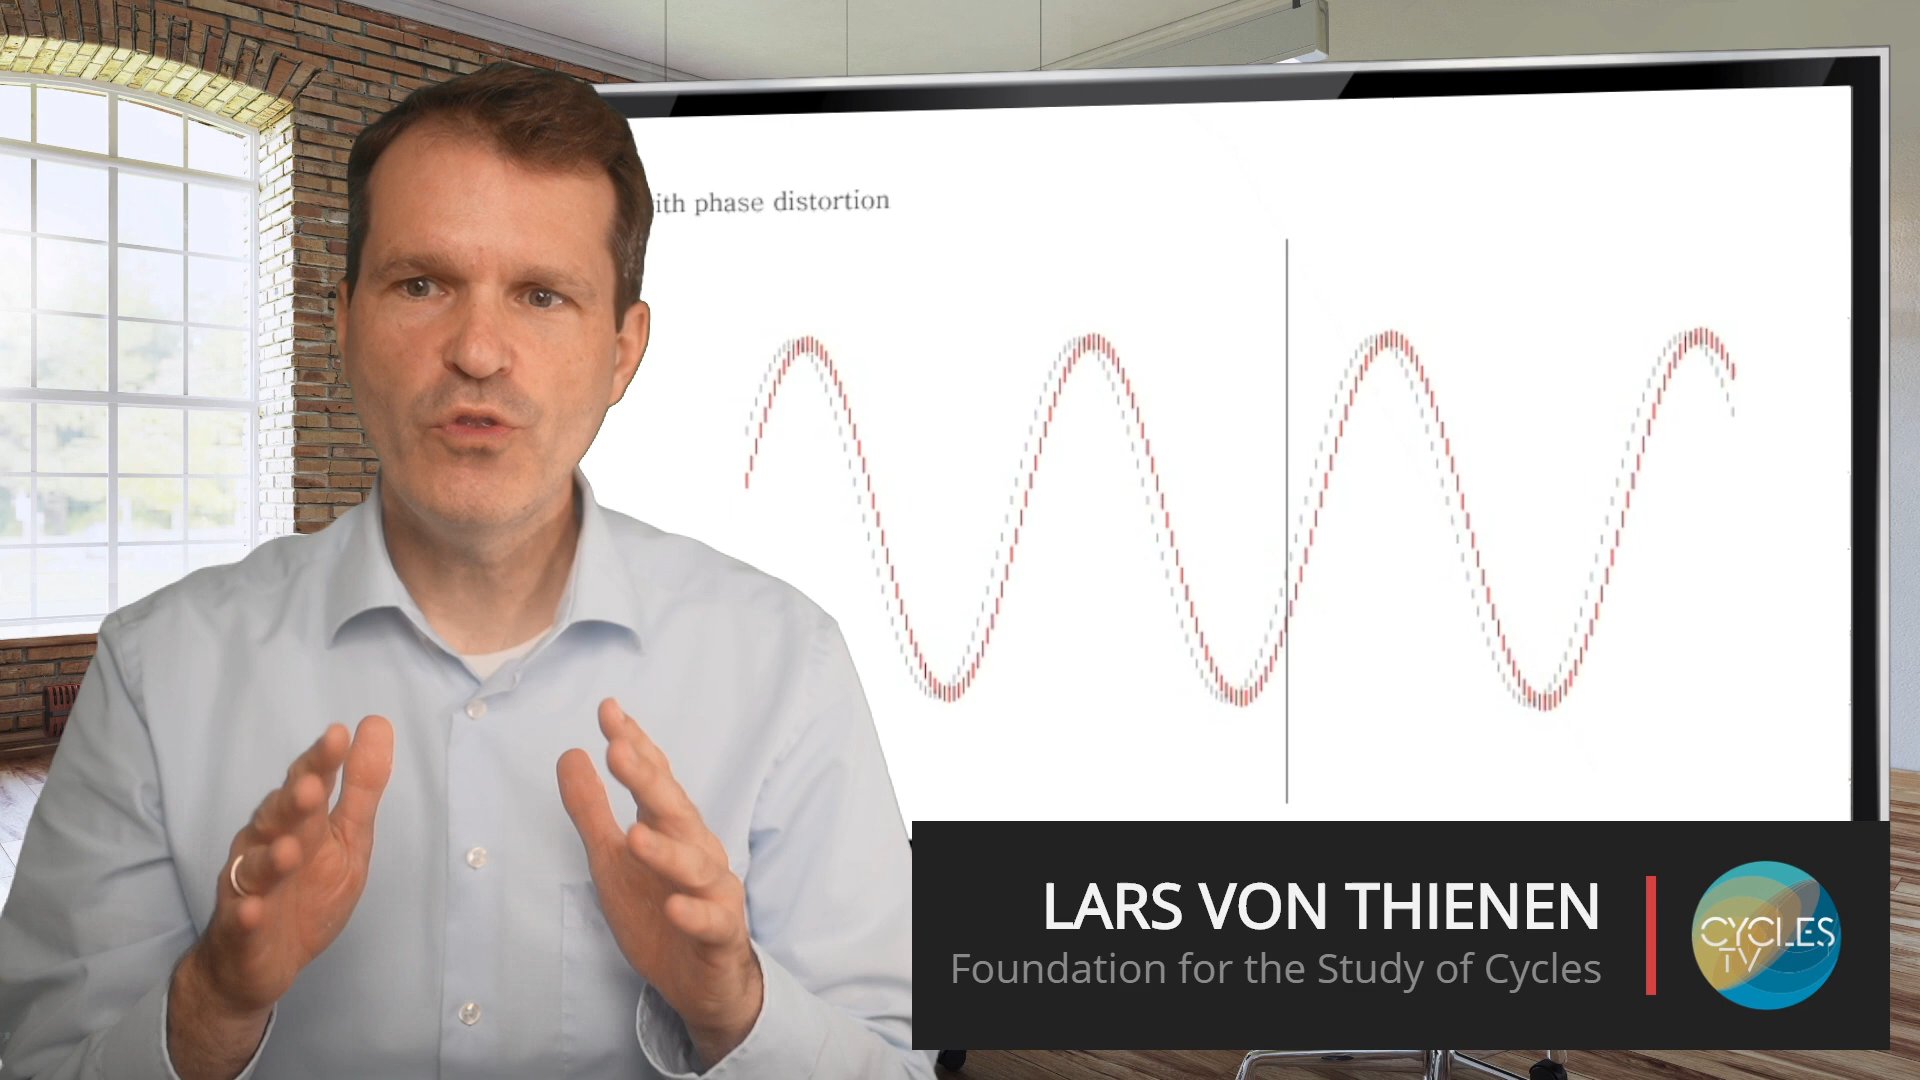 ith phase distortion
LARS VON THIENEN
Foundation for the Study of Cycles
CYCLES
TV